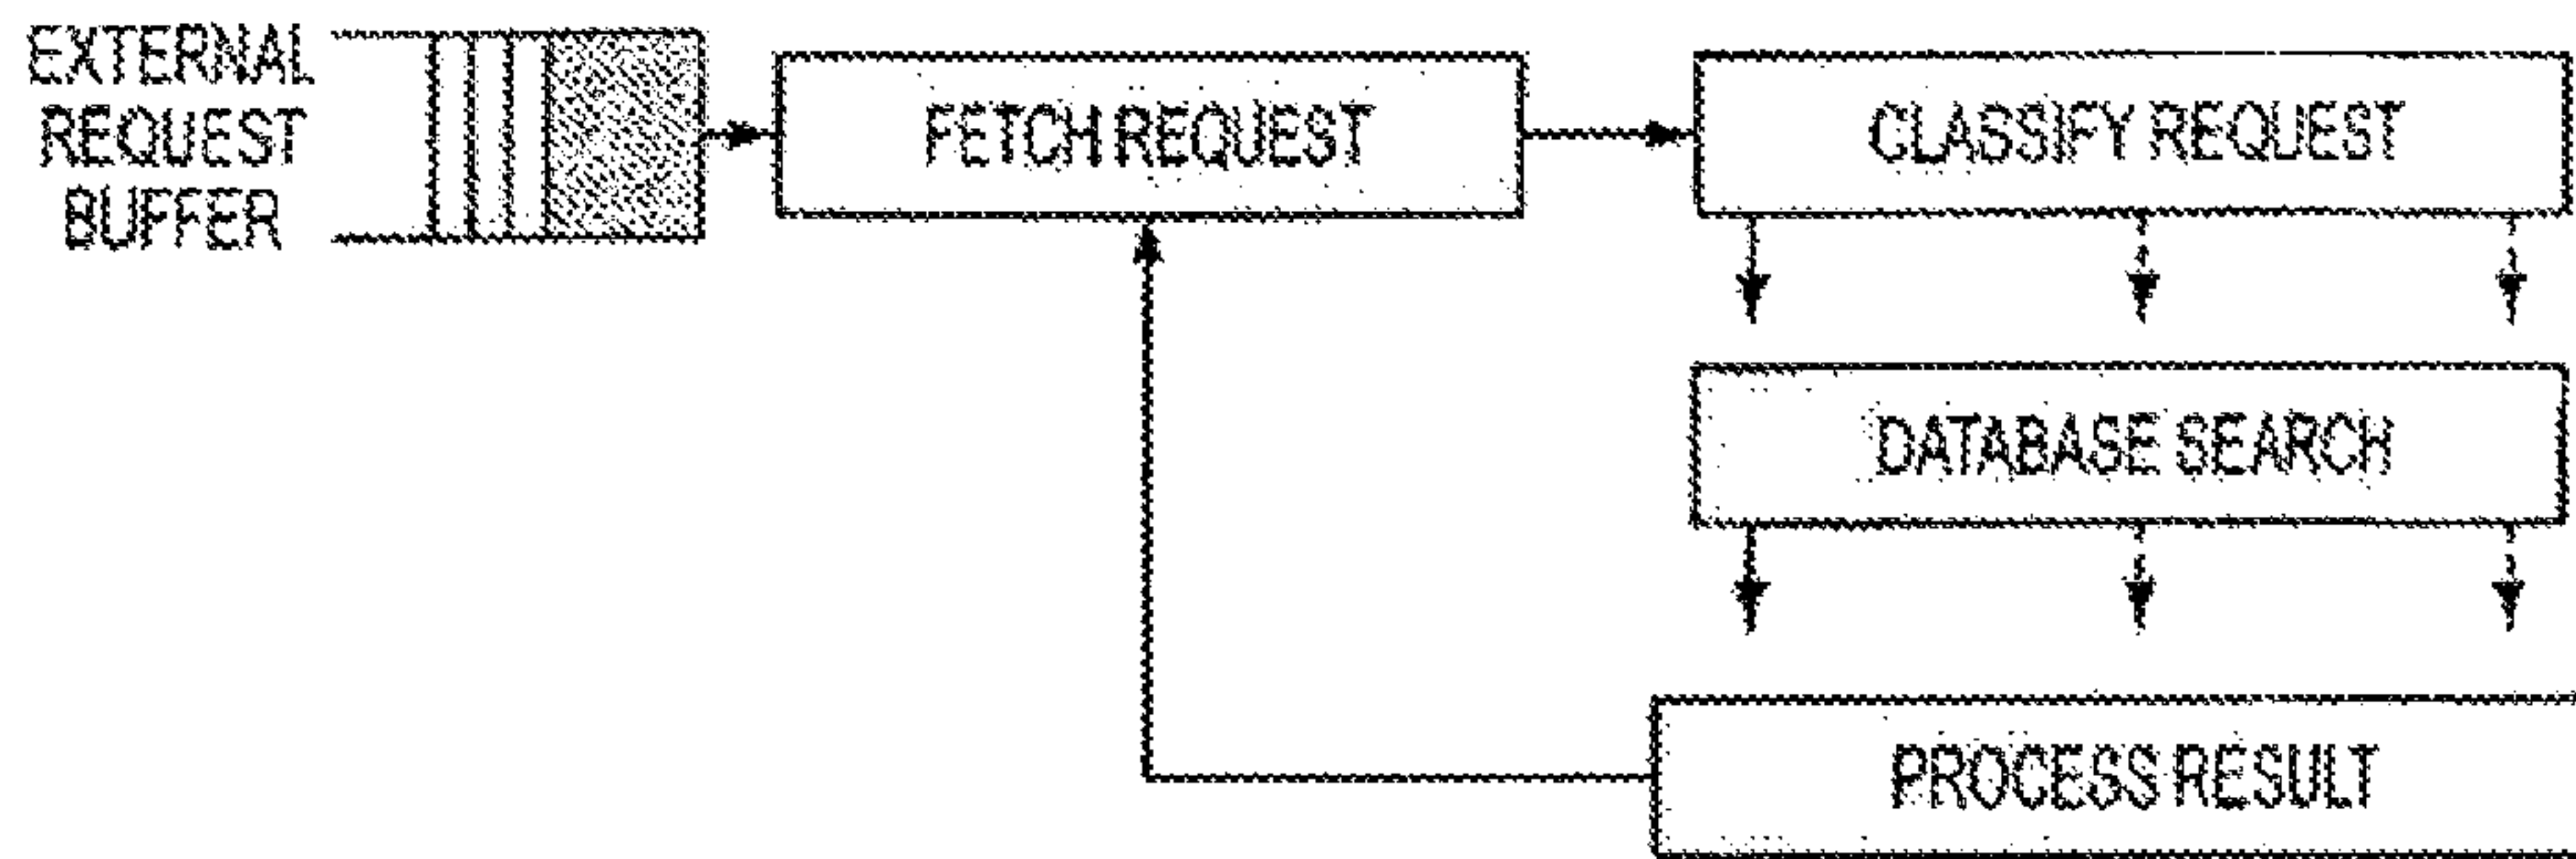 EXTERNAL
REQUEST
BUFFER
FETCH REQUEST
CLASSIFY REQUEST
DATABASE SEARCH
PROCESS RESULT